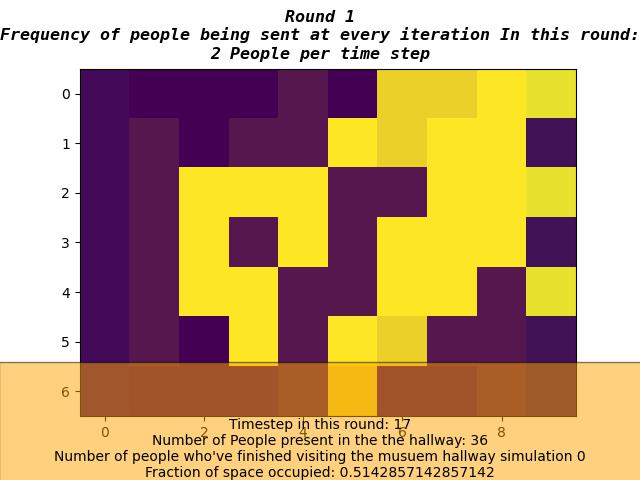 Round 1
Frequency of people being sent at every iteration In this round:
2 People per time step
0
1
2
3
4
5
6
0 2 4 6 8
Timestep in this round: 17
Number of People present in the the hallway: 36
Number of people who've finished visiting the musuem hallway simulation 0
Fraction of space occupied: 0.5142857142857142